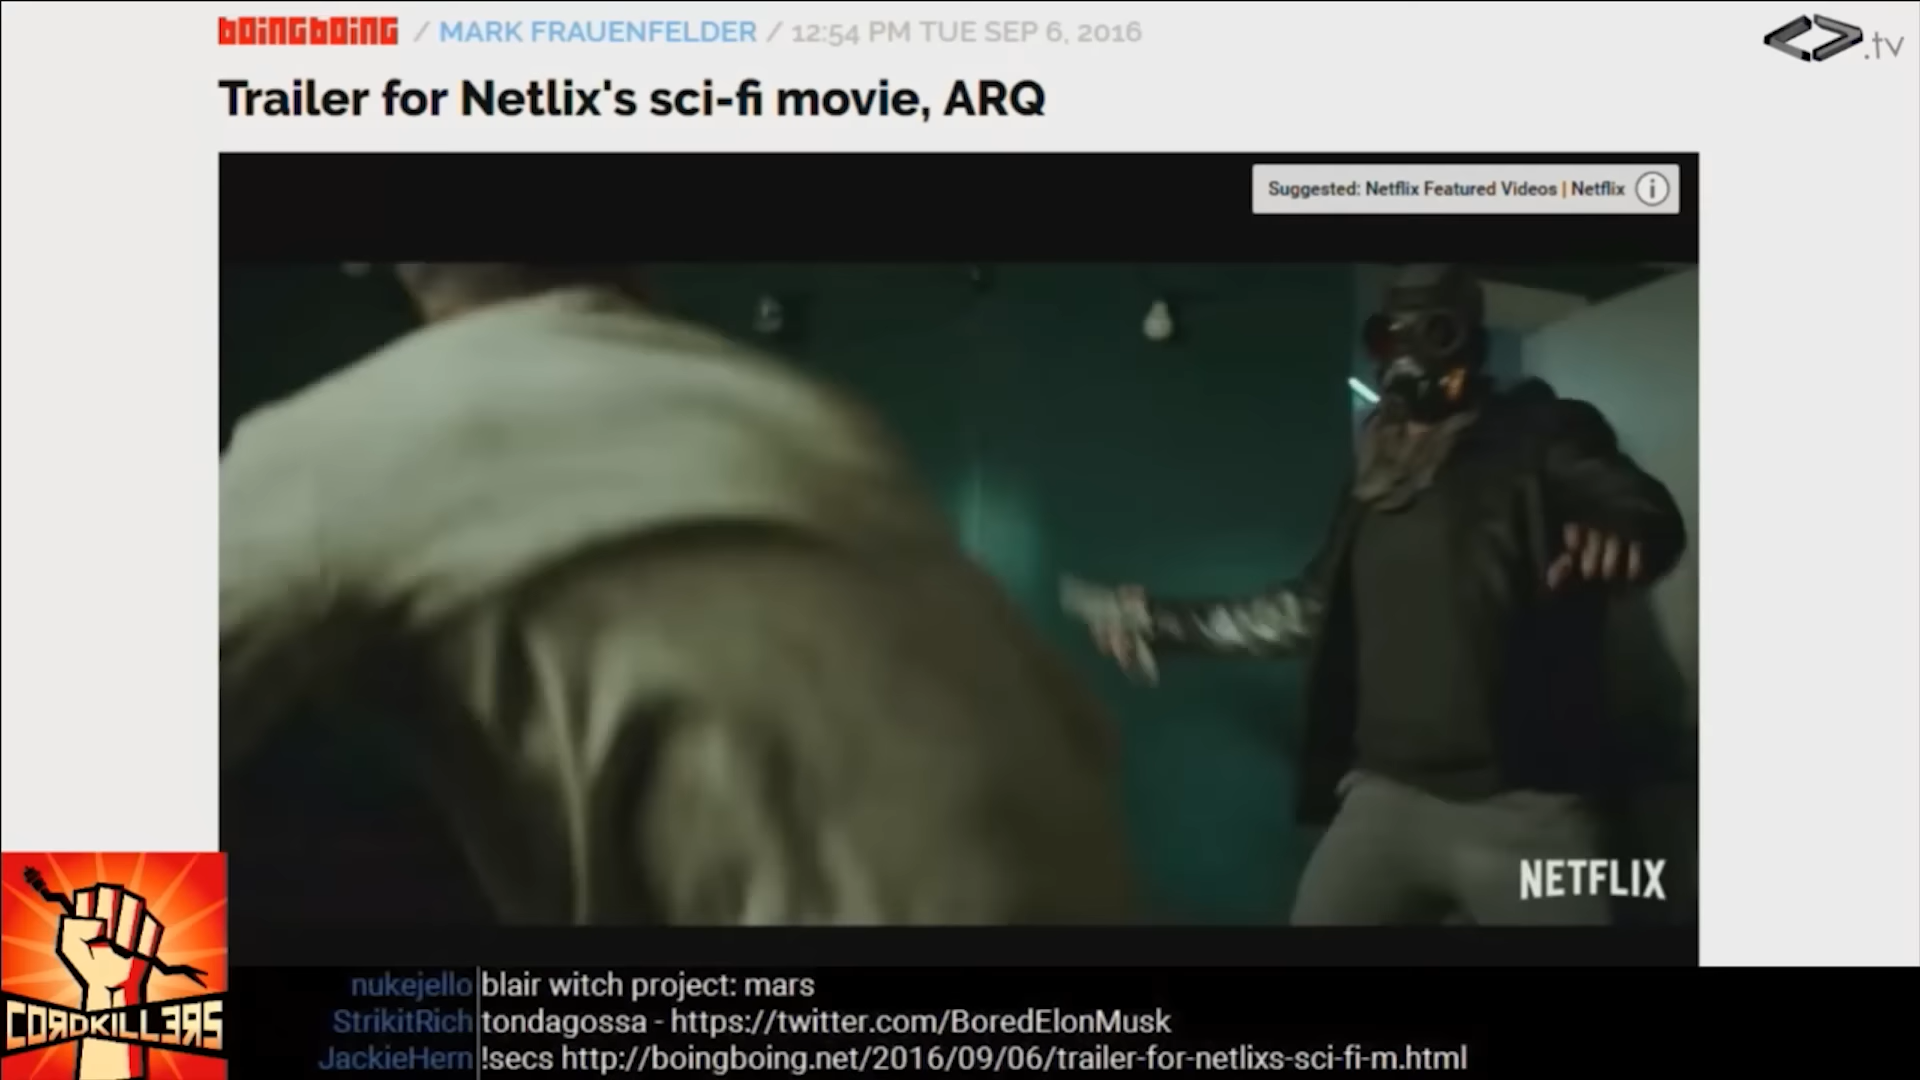 boingboing / MARK FRAUENFELDER / 12:54 PM TUE SEP 6, 2016
.tv
Trailer for Netlix's sci-fi movie, ARQ
Suggested: Netflix Featured Videos | Netflix
NETFLIX
CORDKILLERS
nukejello blair witch project: mars
StrikitRich tondagossa - https://twitter.com/BoredElonMusk
JackieHern !secs http://boingboing.net/2016/09/06/trailer-for-netlixs-sci-fi-m.html